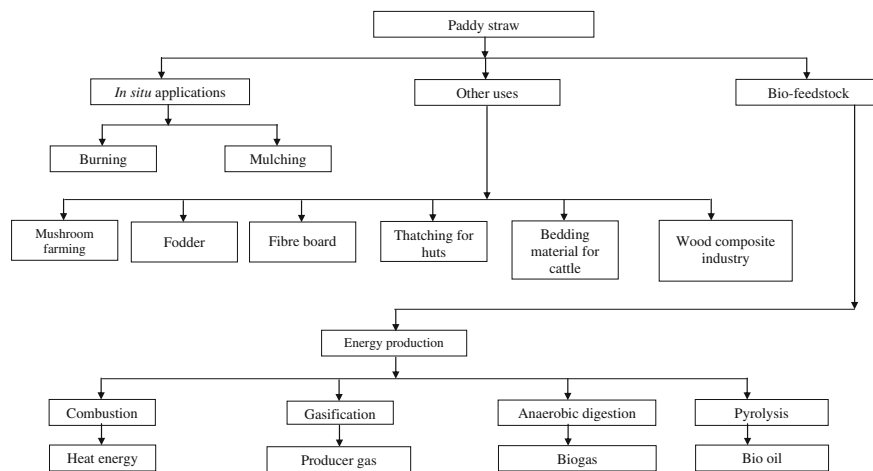 Paddy straw
In situ applications
Other uses
Bio-feedstock
Burning
Mulching
Mushroom
farming
Fodder
Fibre board
Thatching for
huts
Bedding
material for
cattle
Wood composite
industry
Energy production
Combustion
Gasification
Anaerobic digestion
Pyrolysis
Heat energy
Producer gas
Biogas
Bio oil